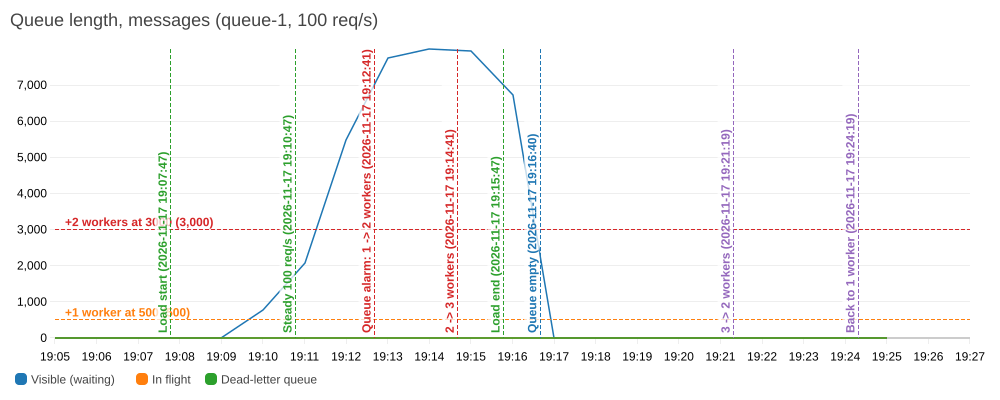 Queue length, messages (queue-1, 100 req/s)
7,000
6,000
5,000
4,000
3,000
2,000
1,000
0
+2 workers at 3000 (3,000)
+1 worker at 500 (500)
Load start (2026-11-17 19:07:47)
Steady 100 req/s (2026-11-17 19:10:47)
Queue alarm: 1 -> 2 workers (2026-11-17 19:12:41)
2 -> 3 workers (2026-11-17 19:14:41)
Load end (2026-11-17 19:15:47)
Queue empty (2026-11-17 19:16:40)
3 -> 2 workers (2026-11-17 19:21:19)
Back to 1 worker (2026-11-17 19:24:19)
19:05 19:06 19:07 19:08 19:09 19:10 19:11 19:12 19:13 19:14 19:15 19:16 19:17 19:18 19:19 19:20 19:21 19:22 19:23 19:24 19:25 19:26 19:27
Visible (waiting) In flight Dead-letter queue